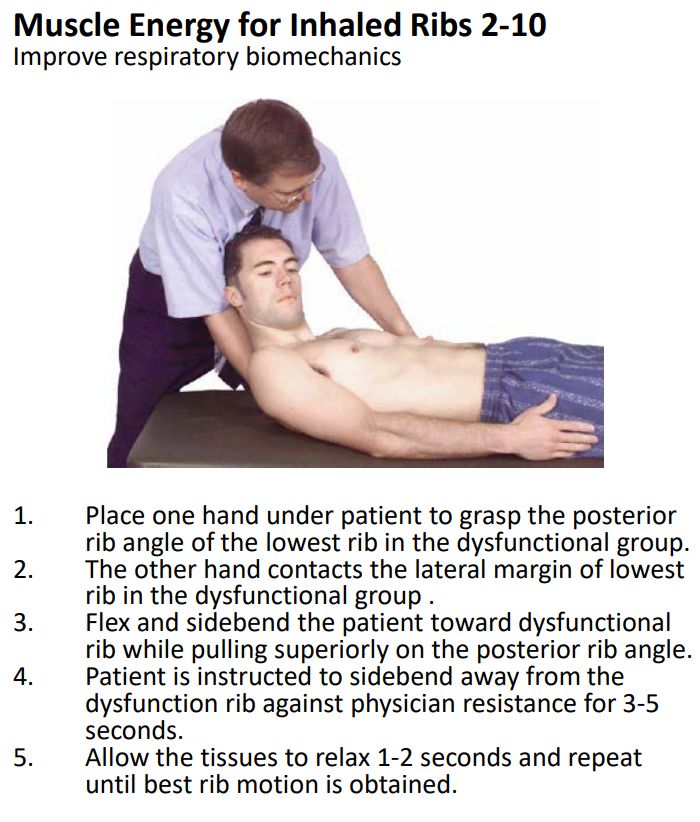 Muscle Energy for Inhaled Ribs 2-10
Improve respiratory biomechanics
1. Place one hand under patient to grasp the posterior
rib angle of the lowest rib in the dysfunctional group.
2. The other hand contacts the lateral margin of lowest
rib in the dysfunctional group .
3. Flex and sidebend the patient toward dysfunctional
rib while pulling superiorly on the posterior rib angle.
4. Patient is instructed to sidebend away from the
dysfunction rib against physician resistance for 3-5
seconds.
5. Allow the tissues to relax 1-2 seconds and repeat
until best rib motion is obtained.